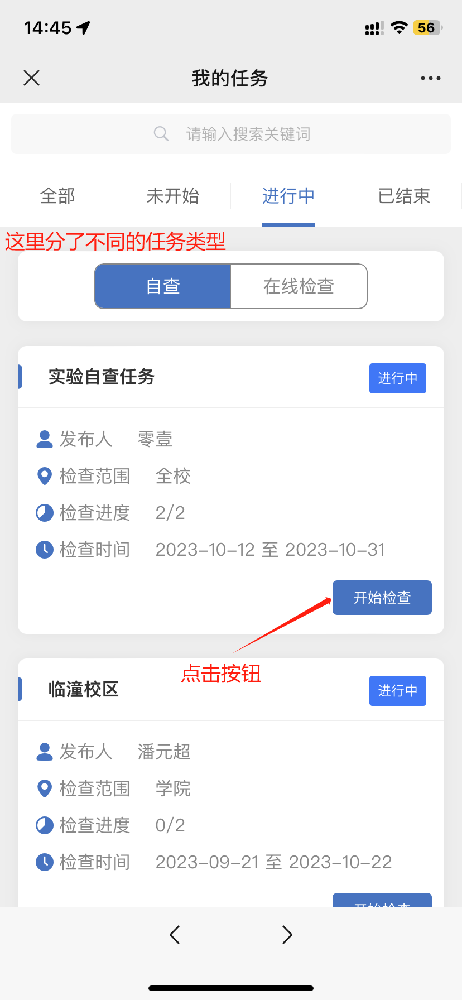 14:45
56
我的任务
请输入搜索关键词
全部 未开始 进行中 已结束
这里分了不同的任务类型
自查 在线检查
实验自查任务 进行中
发布人 零壹
检查范围 全校
检查进度 2/2
检查时间 2023-10-12 至 2023-10-31
开始检查
点击按钮
临潼校区 进行中
发布人 潘元超
检查范围 学院
检查进度 0/2
检查时间 2023-09-21 至 2023-10-22
开始检查